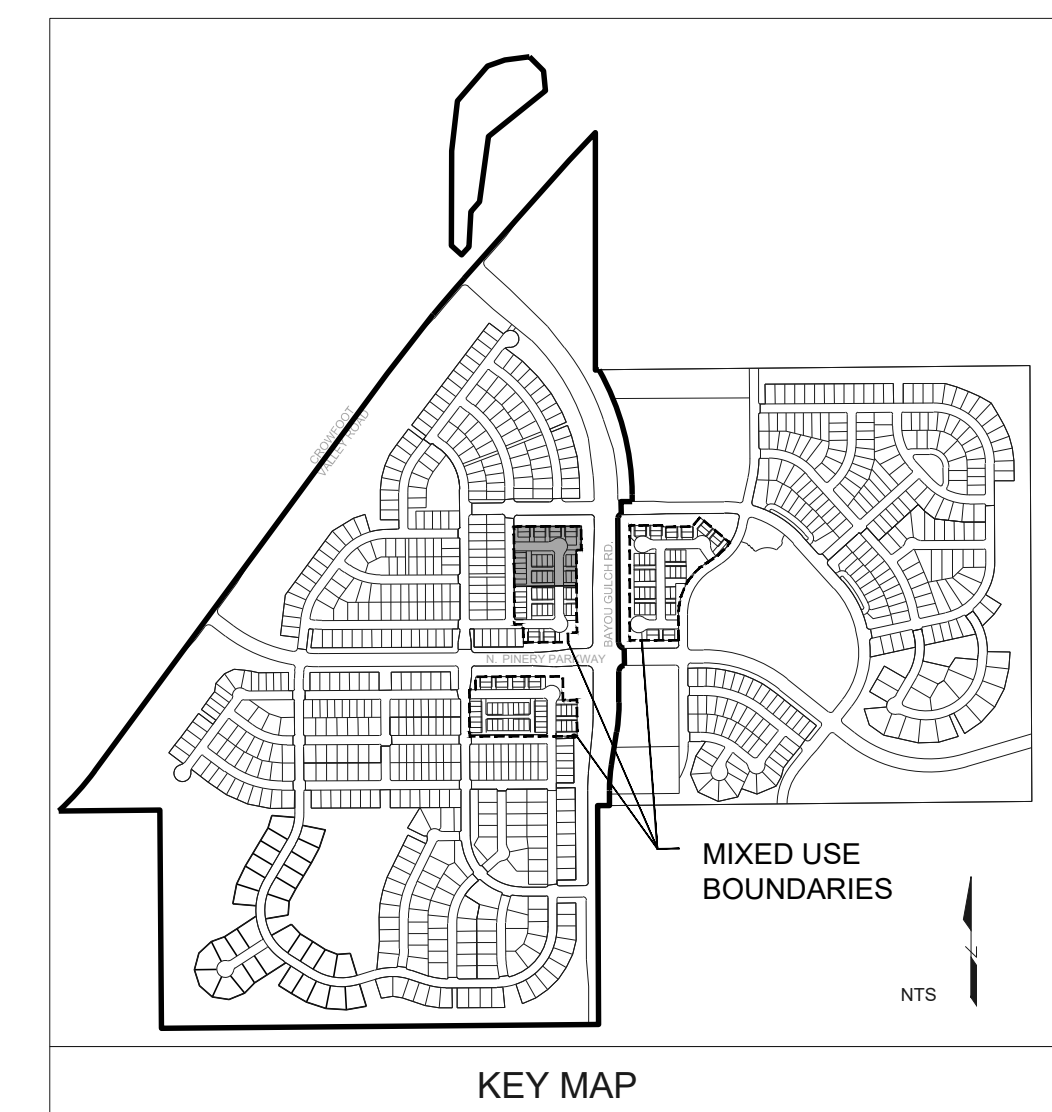 CROWFOOT
VALLEY ROAD
BAYOU GULCH RD.
N. PINERY PARKWAY
MIXED USE
BOUNDARIES
N
NTS
KEY MAP